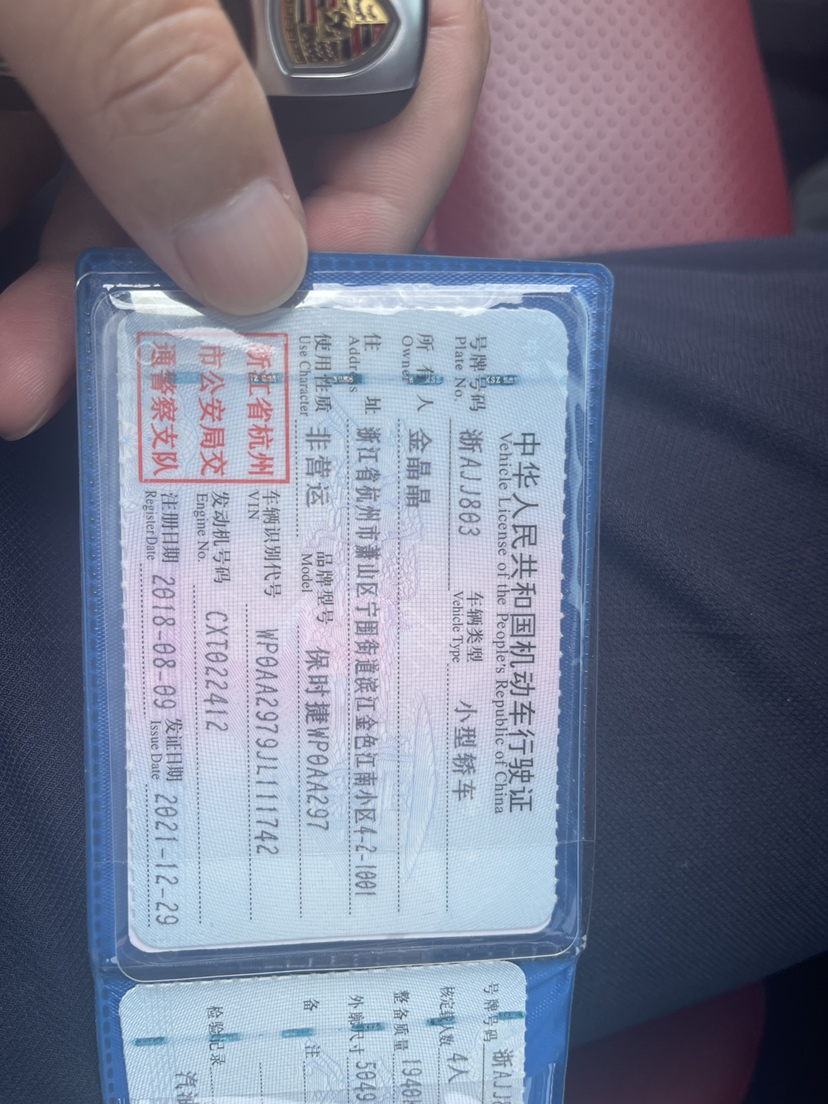 中华人民共和国机动车行驶证
Vehicle License of the People's Republic of China
号牌号码 浙AJJ803 车辆类型 小型轿车
Plate No. Vehicle Type
所有人 金晶晶
Owner
住址 浙江省杭州市萧山区宁围街道滨江金色江南小区4-2-1001
Address
使用性质 非营运 品牌型号 保时捷WP0AA297
Use Character Model
浙江省杭州
市公安局交
通警察支队
车辆识别代号 WP0AA2979JL111742
VIN
发动机号码 CXT022412
Engine No.
注册日期 2018-08-09 发证日期 2021-12-29
Register Date Issue Date
号牌号码 浙AJJ8
核定载人数 4人
整备质量 1940
外廓尺寸 5049
备注
检验记录 汽油